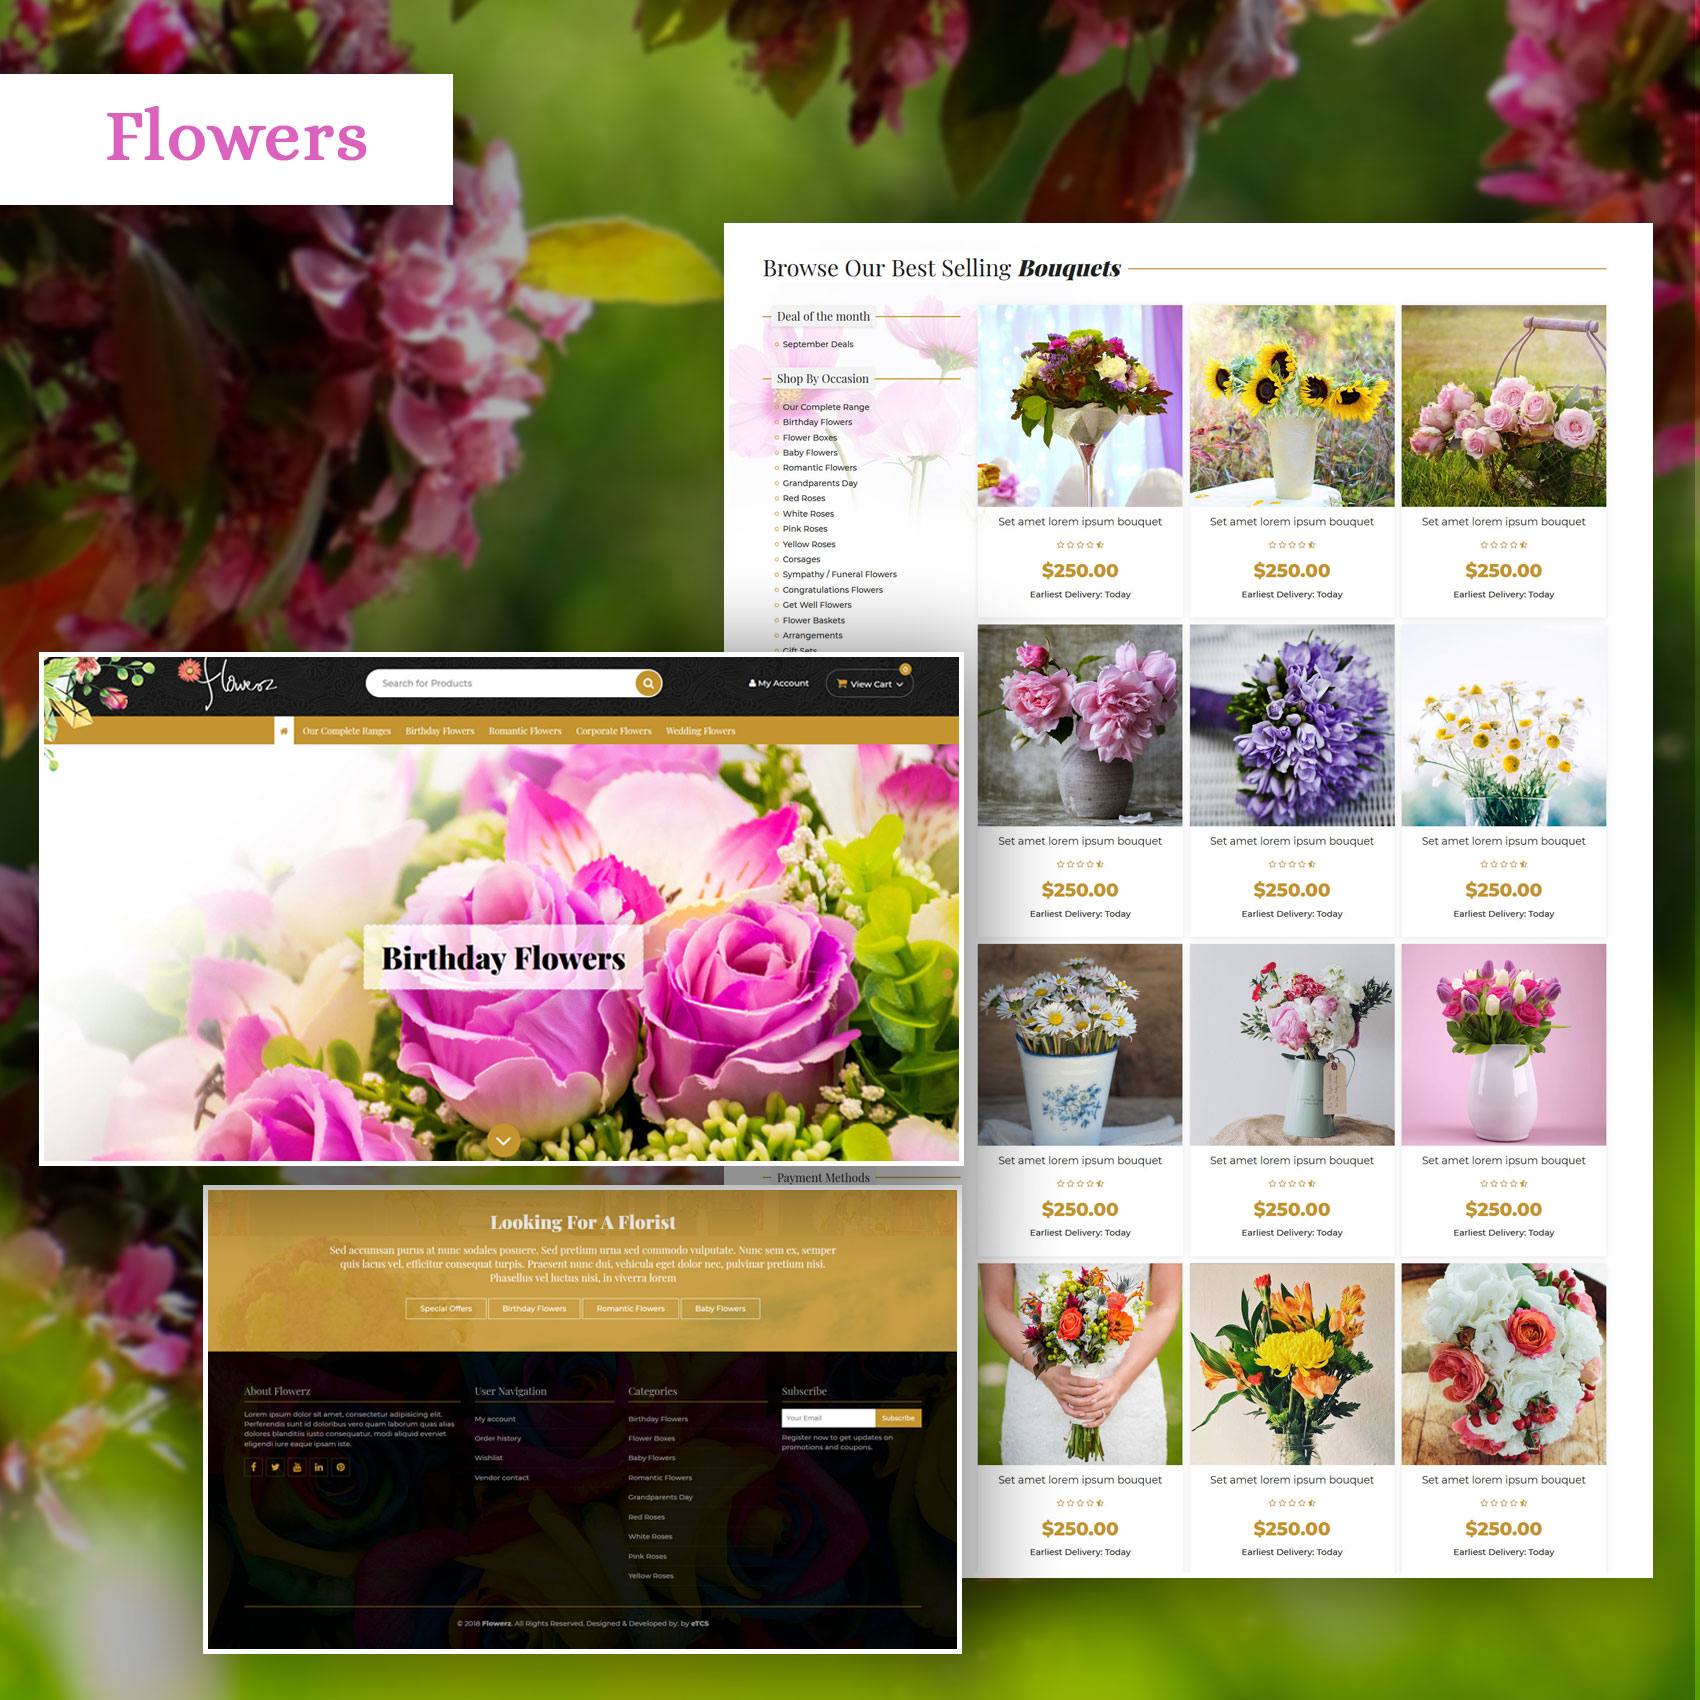 Flowers
Browse Our Best Selling Bouquets
Deal of the month
September Deals
Shop By Occasion
Our Complete Range
Birthday Flowers
Flower Boxes
Baby Flowers
Romantic Flowers
Grandparents Day
Red Roses
White Roses
Pink Roses
Yellow Roses
Corsages
Sympathy / Funeral Flowers
Congratulations Flowers
Get Well Flowers
Flower Baskets
Arrangements
Gift Sets
Payment Methods
Set amet lorem ipsum bouquet Set amet lorem ipsum bouquet Set amet lorem ipsum bouquet
$250.00 $250.00 $250.00
Earliest Delivery: Today Earliest Delivery: Today Earliest Delivery: Today
Set amet lorem ipsum bouquet Set amet lorem ipsum bouquet Set amet lorem ipsum bouquet
$250.00 $250.00 $250.00
Earliest Delivery: Today Earliest Delivery: Today Earliest Delivery: Today
Set amet lorem ipsum bouquet Set amet lorem ipsum bouquet Set amet lorem ipsum bouquet
$250.00 $250.00 $250.00
Earliest Delivery: Today Earliest Delivery: Today Earliest Delivery: Today
Set amet lorem ipsum bouquet Set amet lorem ipsum bouquet Set amet lorem ipsum bouquet
$250.00 $250.00 $250.00
Earliest Delivery: Today Earliest Delivery: Today Earliest Delivery: Today
flowerz Search for Products My Account View Cart 0
Our Complete Ranges Birthday Flowers Romantic Flowers Corporate Flowers Wedding Flowers
Birthday Flowers
Looking For A Florist
Sed accumsan purus at nunc sodales posuere. Sed pretium urna sed commodo vulputate. Nunc sem ex, semper
quis lacus vel, efficitur consequat turpis. Praesent nunc dui, vehicula eget dolor nec, pulvinar pretium nisi.
Phasellus vel luctus nisi, in viverra lorem
Special Offers Birthday Flowers Romantic Flowers Baby Flowers
About Flowerz
Lorem ipsum dolor sit amet, consectetur adipisicing elit.
Perferendis sunt id doloribus vero quam laborum quas alias
dolores blanditiis iusto consequatur, modi aliquid eveniet
eligendi iure eaque ipsam iste.
User Navigation
My account
Order history
Wishlist
Vendor contact
Categories
Birthday Flowers
Flower Boxes
Baby Flowers
Romantic Flowers
Grandparents Day
Red Roses
White Roses
Pink Roses
Yellow Roses
Subscribe
Your Email Subscribe
Register now to get updates on
promotions and coupons.
© 2018 Flowerz. All Rights Reserved. Designed & Developed by: by eTCS